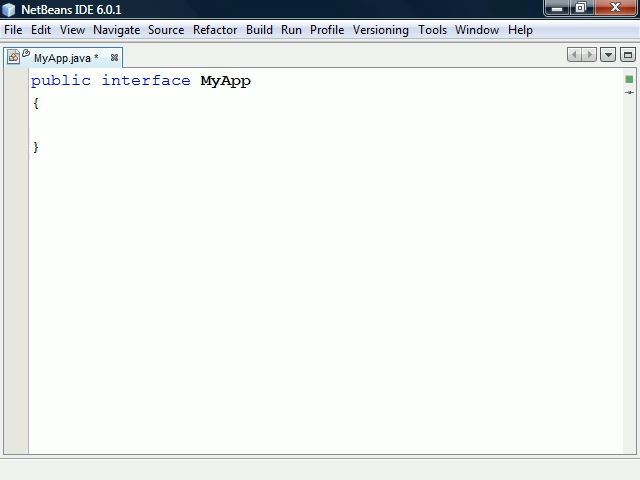 NetBeans IDE 6.0.1
File Edit View Navigate Source Refactor Build Run Profile Versioning Tools Window Help
MyApp.java *
public interface MyApp
{
}